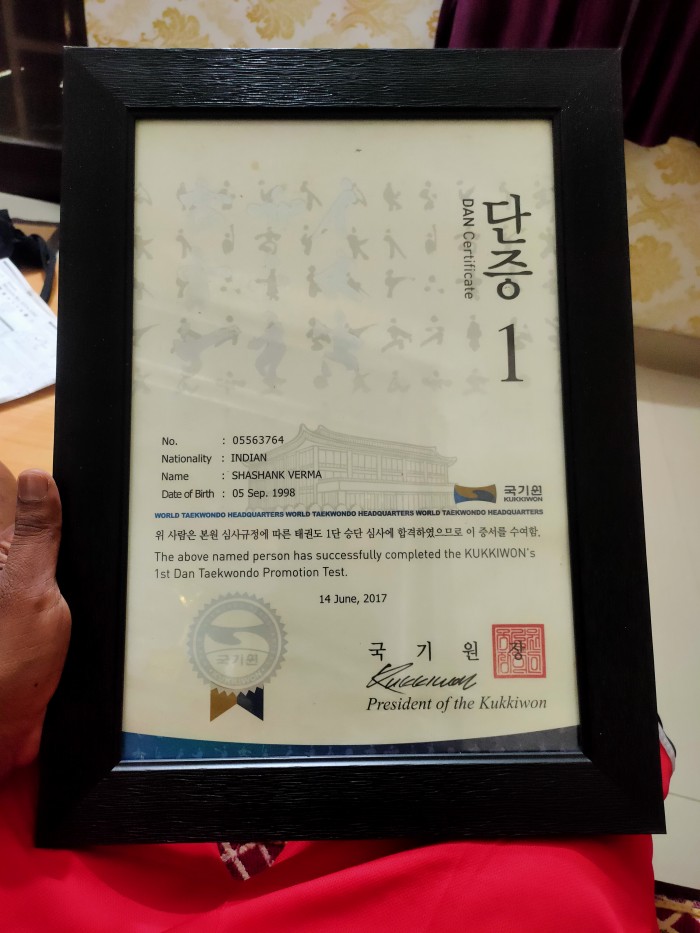 단증 1
DAN Certificate
No. : 05563764
Nationality : INDIAN
Name : SHASHANK VERMA
Date of Birth : 05 Sep. 1998
국기원
KUKKIWON
WORLD TAEKWONDO HEADQUARTERS WORLD TAEKWONDO HEADQUARTERS WORLD TAEKWONDO HEADQUARTERS
위 사람은 본원 심사규정에 따른 태권도 1단 승단 심사에 합격하였으므로 이 증서를 수여함.
The above named person has successfully completed the KUKKIWON's
1st Dan Taekwondo Promotion Test.
14 June, 2017
국기원
국 기 원 장
Kukkiwon
President of the Kukkiwon